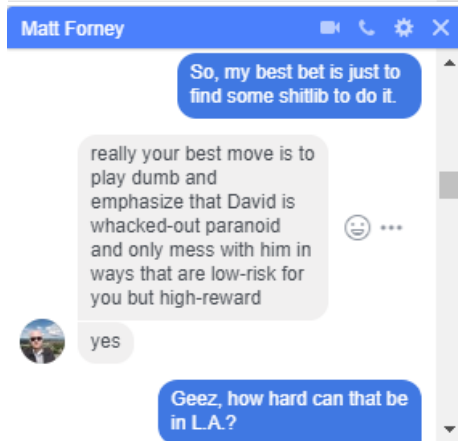 Matt Forney
So, my best bet is just to
find some shitlib to do it.
really your best move is to
play dumb and
emphasize that David is
whacked-out paranoid
and only mess with him in
ways that are low-risk for
you but high-reward
yes
Geez, how hard can that be
in L.A.?